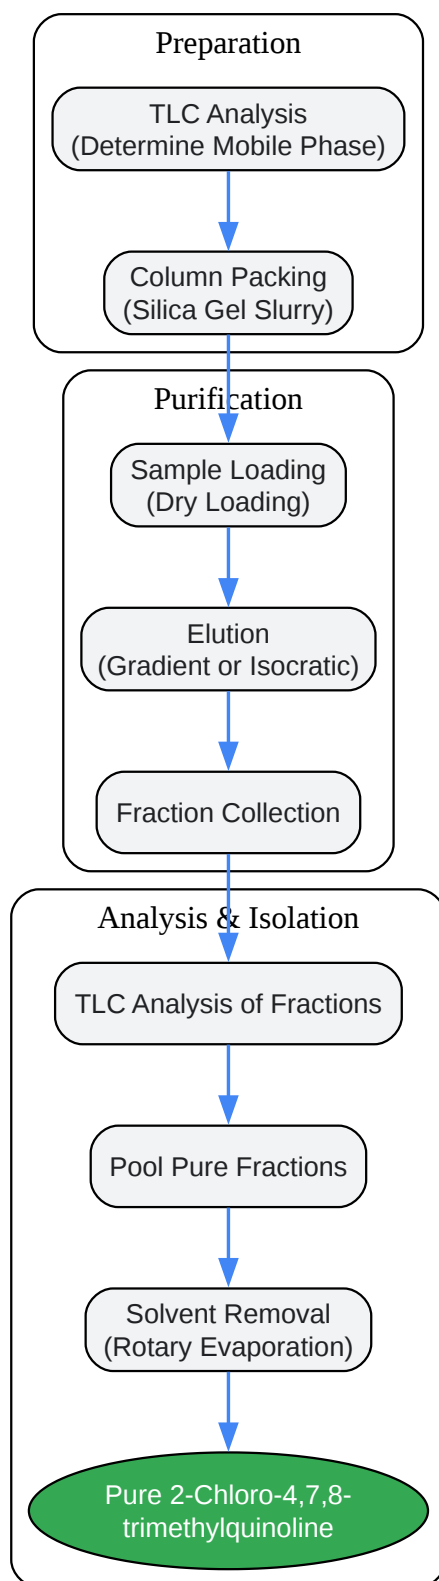 Preparation
TLC Analysis
(Determine Mobile Phase)
Column Packing
(Silica Gel Slurry)
Purification
Sample Loading
(Dry Loading)
Elution
(Gradient or Isocratic)
Fraction Collection
Analysis & Isolation
TLC Analysis of Fractions
Pool Pure Fractions
Solvent Removal
(Rotary Evaporation)
Pure 2-Chloro-4,7,8-
trimethylquinoline